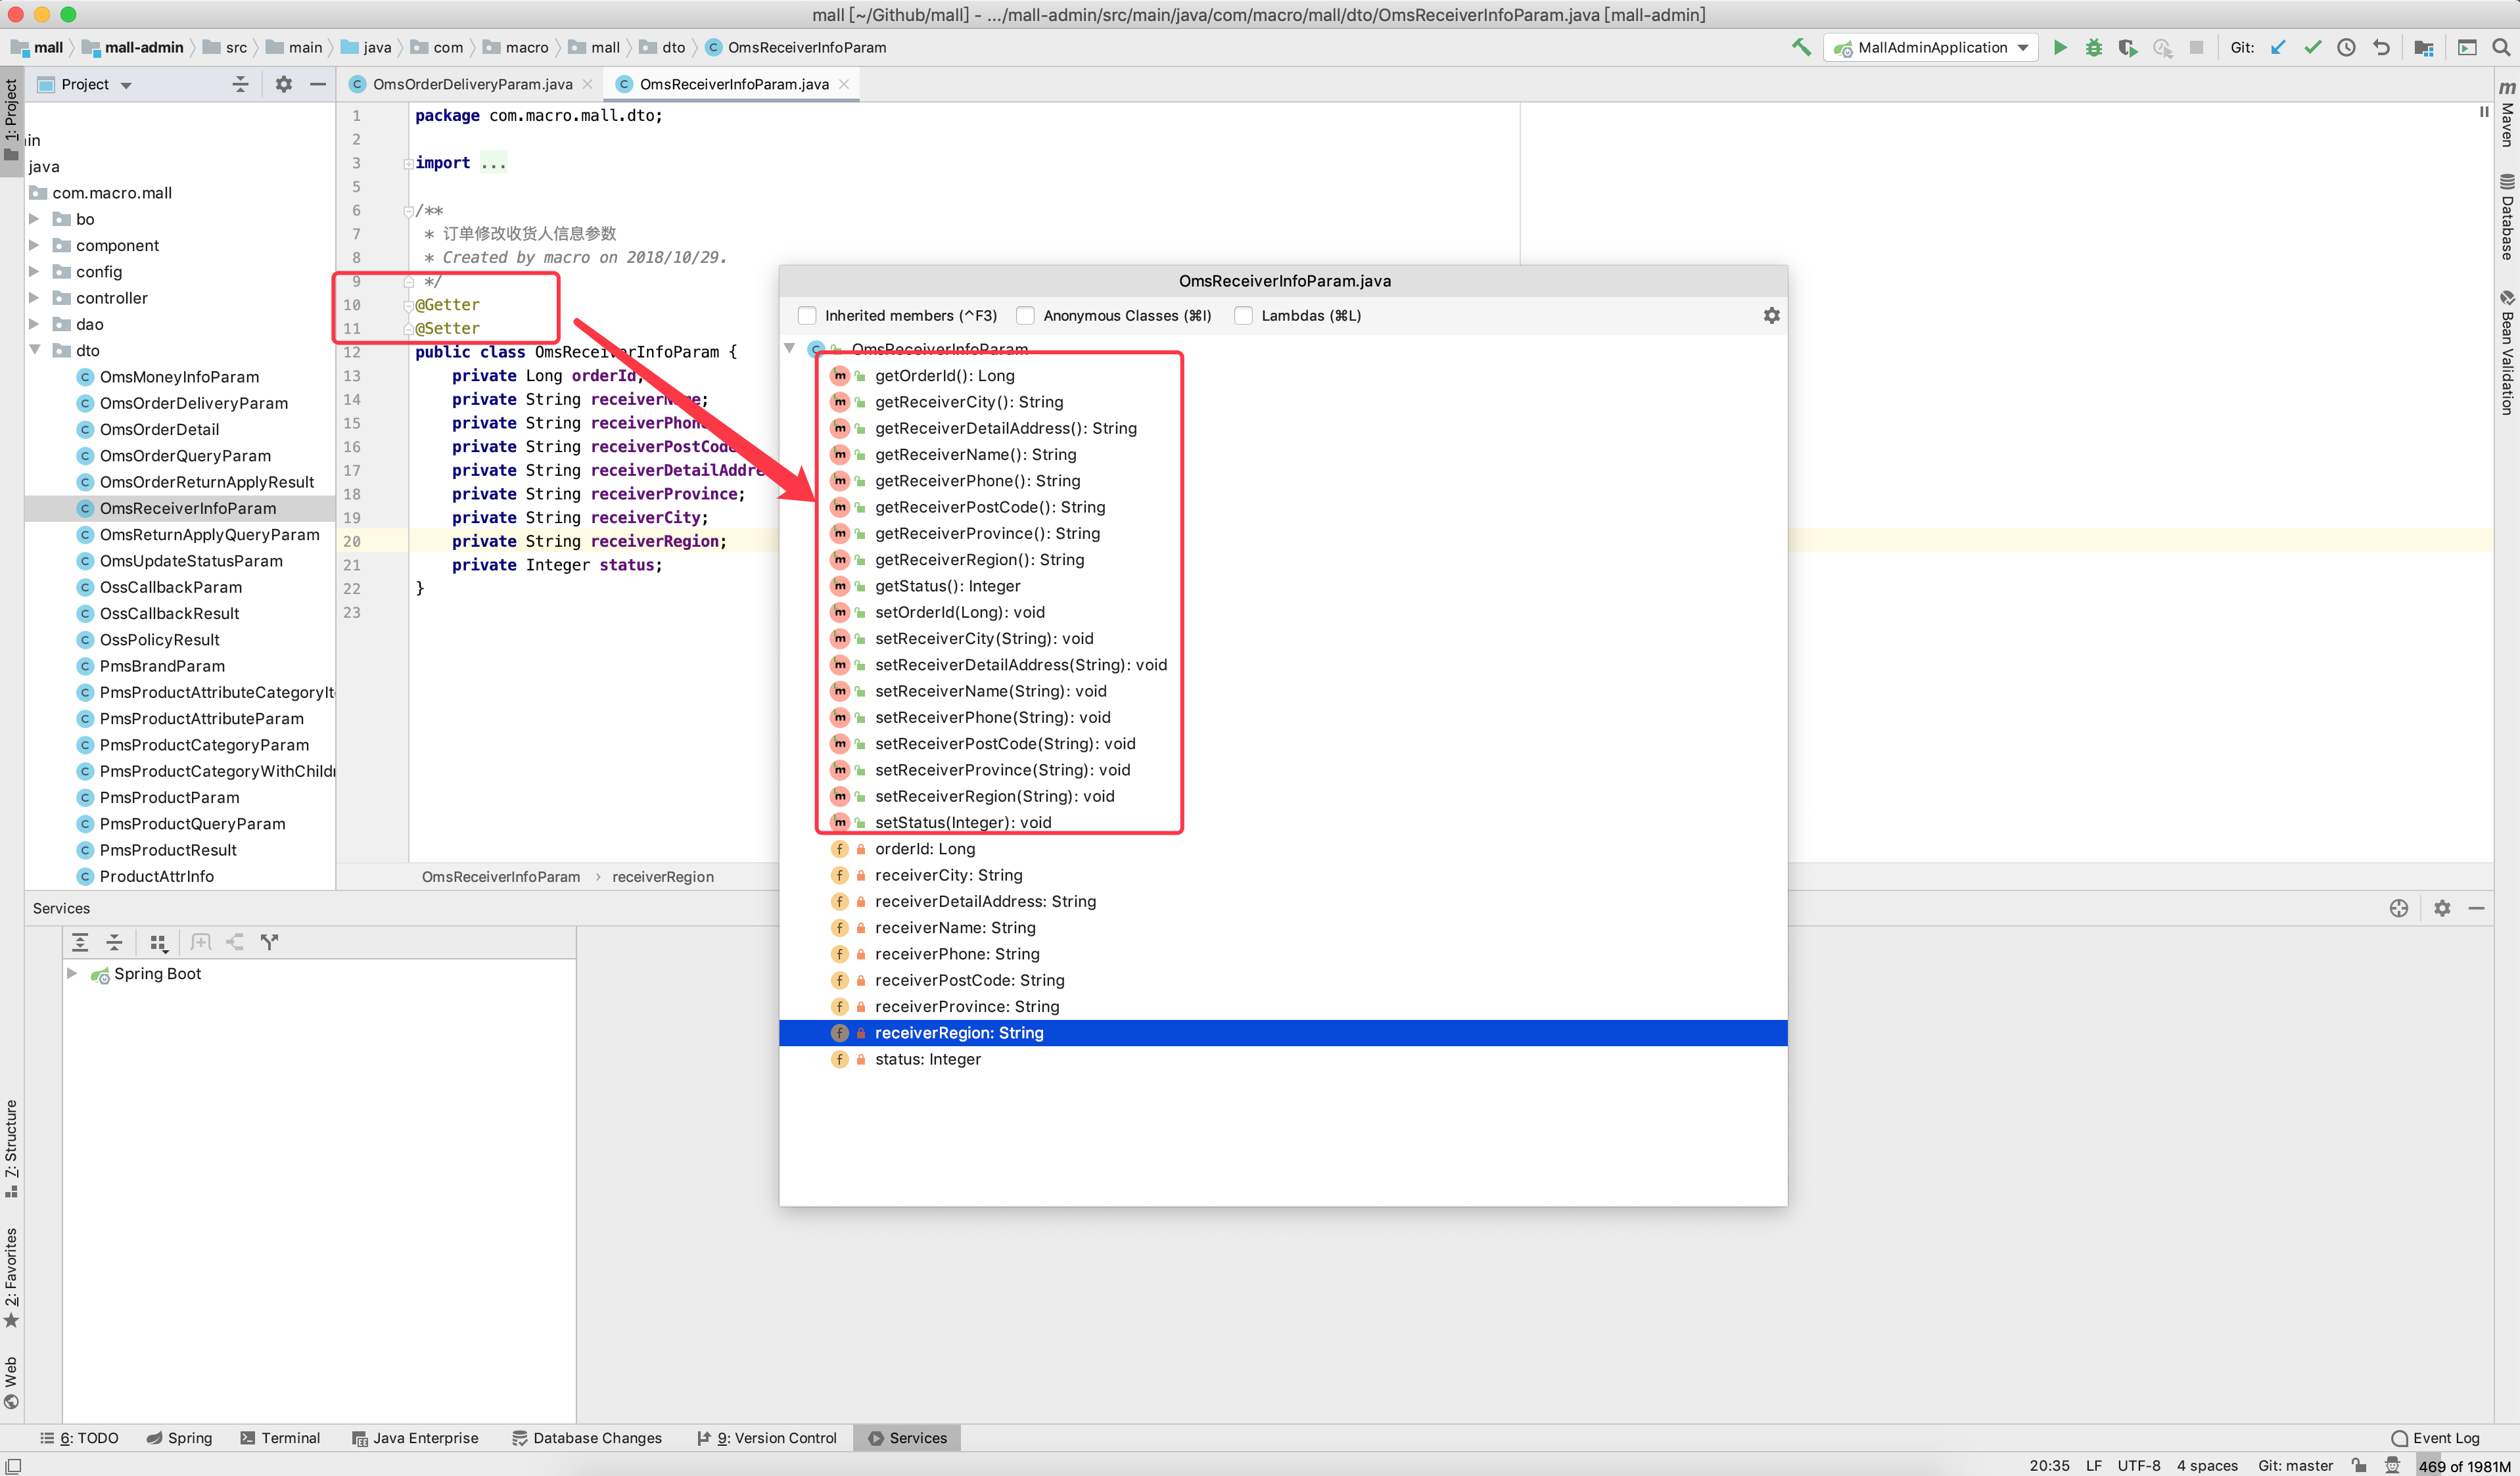 mall [~/Github/mall] - .../mall-admin/src/main/java/com/macro/mall/dto/OmsReceiverInfoParam.java [mall-admin]
mall mall-admin src main java com macro mall dto OmsReceiverInfoParam
MallAdminApplication
Git:
1: Project
Project
in
java
com.macro.mall
bo
component
config
controller
dao
dto
OmsMoneyInfoParam
OmsOrderDeliveryParam
OmsOrderDetail
OmsOrderQueryParam
OmsOrderReturnApplyResult
OmsReceiverInfoParam
OmsReturnApplyQueryParam
OmsUpdateStatusParam
OssCallbackParam
OssCallbackResult
OssPolicyResult
PmsBrandParam
PmsProductAttributeCategoryIt
PmsProductAttributeParam
PmsProductCategoryParam
PmsProductCategoryWithChild
PmsProductParam
PmsProductQueryParam
PmsProductResult
ProductAttrInfo
OmsOrderDeliveryParam.java
OmsReceiverInfoParam.java
1 package com.macro.mall.dto;
2
3 import ...
5
6 /**
7 * 订单修改收货人信息参数
8 * Created by macro on 2018/10/29.
9 */
10 @Getter
11 @Setter
12 public class OmsReceiverInfoParam {
13 private Long orderId;
14 private String receiverName;
15 private String receiverPhone
16 private String receiverPostCode
17 private String receiverDetailAddre
18 private String receiverProvince;
19 private String receiverCity;
20 private String receiverRegion;
21 private Integer status;
22 }
23
OmsReceiverInfoParam › receiverRegion
OmsReceiverInfoParam.java
Inherited members (^F3) Anonymous Classes (⌘I) Lambdas (⌘L)
OmsReceiverInfoParam
getOrderId(): Long
getReceiverCity(): String
getReceiverDetailAddress(): String
getReceiverName(): String
getReceiverPhone(): String
getReceiverPostCode(): String
getReceiverProvince(): String
getReceiverRegion(): String
getStatus(): Integer
setOrderId(Long): void
setReceiverCity(String): void
setReceiverDetailAddress(String): void
setReceiverName(String): void
setReceiverPhone(String): void
setReceiverPostCode(String): void
setReceiverProvince(String): void
setReceiverRegion(String): void
setStatus(Integer): void
orderId: Long
receiverCity: String
receiverDetailAddress: String
receiverName: String
receiverPhone: String
receiverPostCode: String
receiverProvince: String
receiverRegion: String
status: Integer
Maven
Database
Bean Validation
Services
Spring Boot
7: Structure
2: Favorites
Web
6: TODO Spring Terminal Java Enterprise Database Changes 9: Version Control Services Event Log
20:35 LF UTF-8 4 spaces Git: master 469 of 1981M